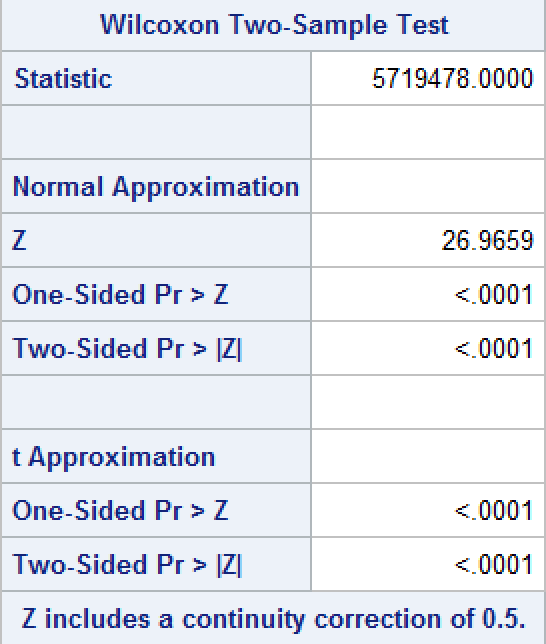 Wilcoxon Two-Sample Test
Statistic 5719478.0000
Normal Approximation
Z 26.9659
One-Sided Pr > Z <.0001
Two-Sided Pr > |Z| <.0001
t Approximation
One-Sided Pr > Z <.0001
Two-Sided Pr > |Z| <.0001
Z includes a continuity correction of 0.5.